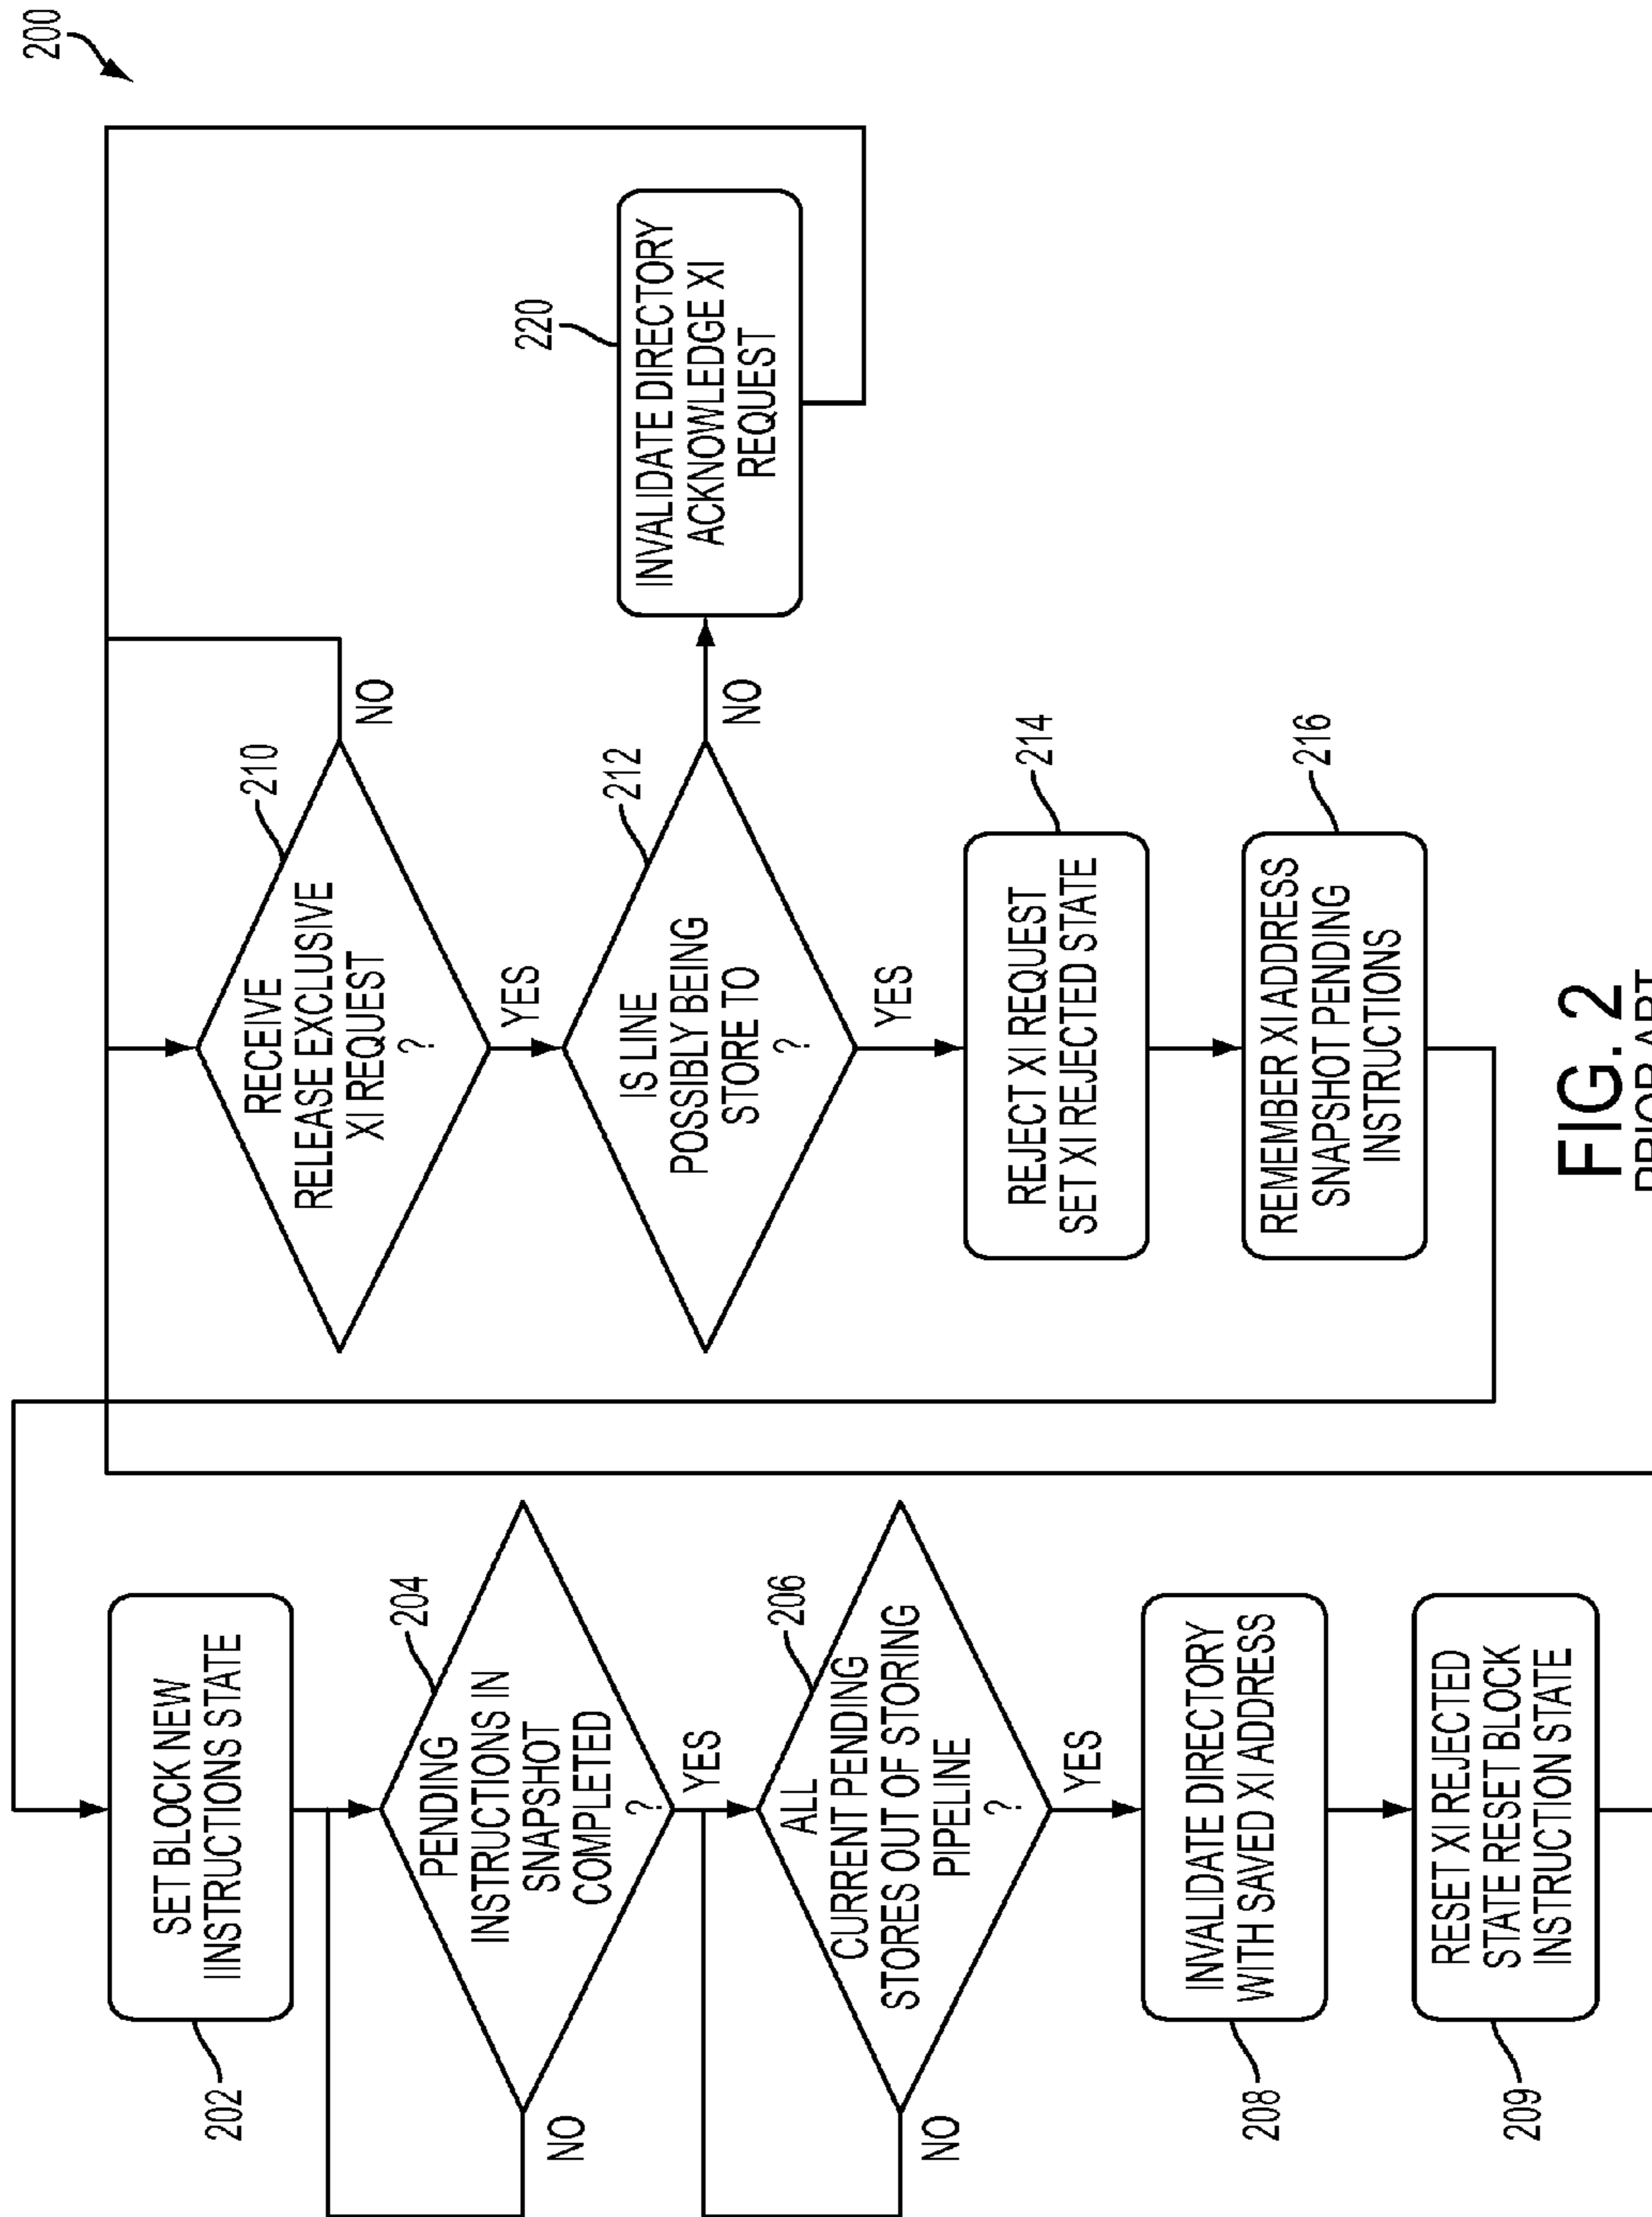 200
210
RECEIVE
RELEASE EXCLUSIVE
XI REQUEST
?
NO
YES
212
IS LINE
POSSIBLY BEING
STORE TO
?
NO
YES
220
INVALIDATE DIRECTORY
ACKNOWLEDGE XI
REQUEST
214
REJECT XI REQUEST
SET XI REJECTED STATE
216
REMEMBER XI ADDRESS
SNAPSHOT PENDING
INSTRUCTIONS
202
SET BLOCK NEW
IINSTRUCTIONS STATE
204
PENDING
INSTRUCTIONS IN
SNAPSHOT
COMPLETED
?
NO
YES
206
ALL
CURRENT PENDING
STORES OUT OF STORING
PIPELINE
?
NO
YES
208
INVALIDATE DIRECTORY
WITH SAVED XI ADDRESS
209
RESET XI REJECTED
STATE RESET BLOCK
INSTRUCTION STATE
FIG. 2
PRIOR ART